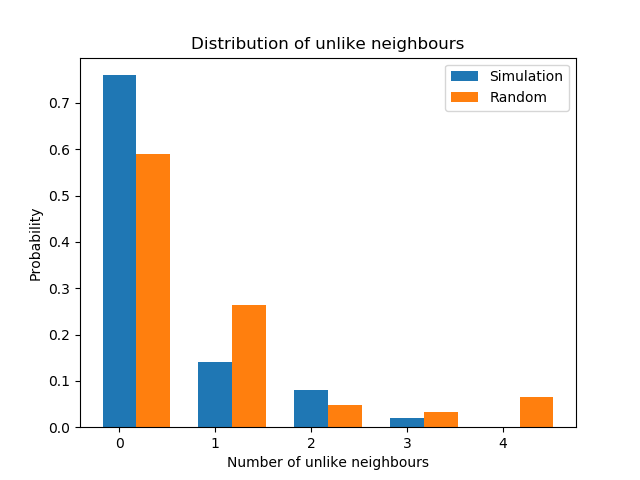 Distribution of unlike neighbours
Simulation
Random
0.7
0.6
0.5
0.4
0.3
0.2
0.1
0.0
Probability
0 1 2 3 4
Number of unlike neighbours